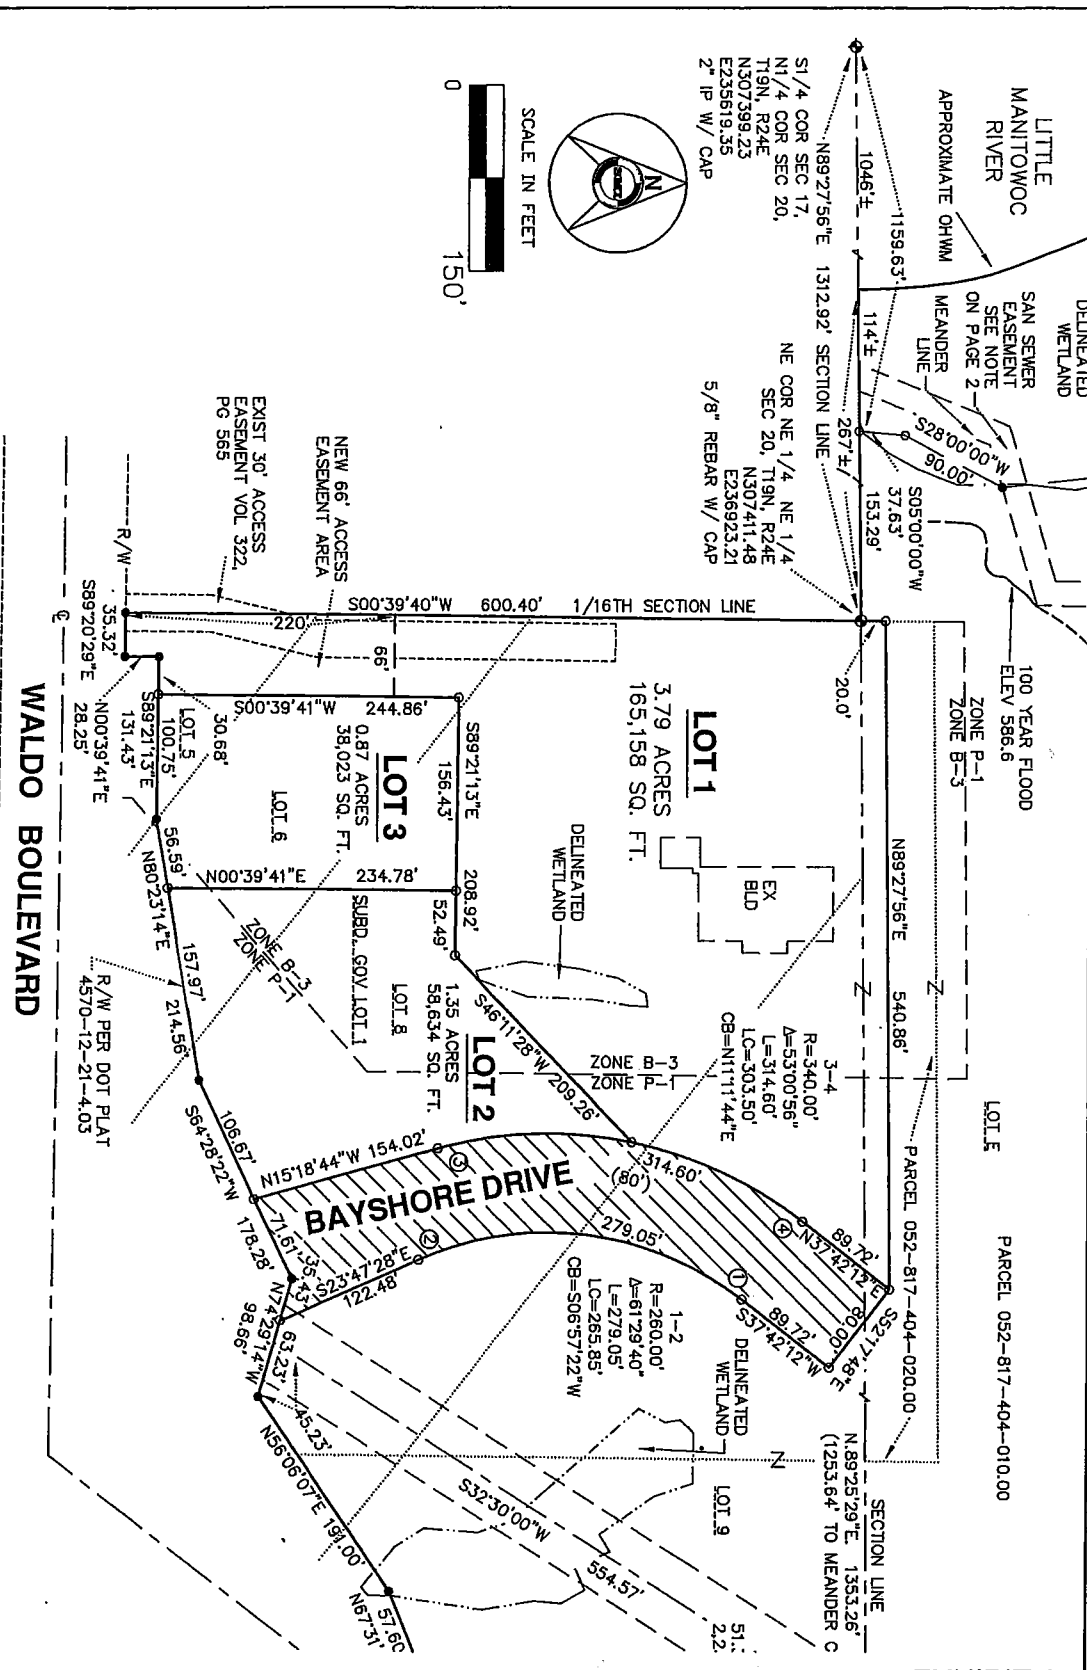 LITTLE
MANITOWOC
RIVER
APPROXIMATE OHWM
DELINEATED
WETLAND
SAN SEWER
EASEMENT
SEE NOTE
ON PAGE 2
MEANDER
LINE
S28°00'00"W
90.00'
S05°00'00"W
37.63'
100 YEAR FLOOD
ELEV 586.6
ZONE P-1
ZONE B-3
1046'±
1159.63'
114'±
153.29'
267'±
N89°27'56"E 1312.92' SECTION LINE
S1/4 COR SEC 17,
N1/4 COR SEC 20,
T19N, R24E
N307399.23
E235619.35
2" IP W/ CAP
NE COR NE 1/4 NE 1/4
SEC 20, T19N, R24E
N307411.48
E236923.21
5/8" REBAR W/ CAP
20.0'
N
SCALE IN FEET
0
150'
N89°27'56"E 540.86'
Z
Z
LOT E
PARCEL 052-817-404-020.00
PARCEL 052-817-404-010.00
SECTION LINE
N.89°25'29"E. 1353.26'
(1253.64' TO MEANDER C
S00°39'40"W 600.40' 1/16TH SECTION LINE
220'
66'
NEW 66' ACCESS
EASEMENT AREA
EXIST 30' ACCESS
EASEMENT VOL 322,
PG 565
R/W
35.32'
S89°20'29"E
N00°39'41"E
28.25'
30.68'
LOT 5
100.75'
S89°21'13"E
131.43'
LOT 1
3.79 ACRES
165,158 SQ. FT.
EX
BLD
DELINEATED
WETLAND
S00°39'41"W 244.86'
S89°21'13"E 156.43'
208.92'
52.49'
LOT 3
0.87 ACRES
38,023 SQ. FT.
LOT 6
N00°39'41"E 234.78'
56.59'
N80°23'14"E
157.97'
214.56'
SUBD. GOV. LOT 1
LOT 8
ZONE B-3
ZONE P-1
ZONE B-3
ZONE P-1
S46°11'28"W 209.26'
LOT 2
1.35 ACRES
58,634 SQ. FT.
3-4
R=340.00'
Δ=53°00'56"
L=314.60'
LC=303.50'
CB=N11°11'44"E
R/W PER DOT PLAT
4570-12-21-4.03
106.67'
S64°28'22"W
178.28'
71.61'
N15°18'44"W 154.02'
BAYSHORE DRIVE
(80')
314.60'
279.05'
1
2
3
4
89.72'
N37°42'12"E
80.00'
S52°17'48"E
89.72'
S37°42'12"W
1-2
R=260.00'
Δ=61°29'40"
L=279.05'
LC=265.85'
CB=S06°57'22"W
S23°47'28"E
122.48'
35.43'
63.23'
N74°29'14"W
98.66'
45.23'
N56°06'07"E 191.00'
57.60
N67°31'
DELINEATED
WETLAND
LOT 9
Z
S32°30'00"W
554.57'
WALDO BOULEVARD